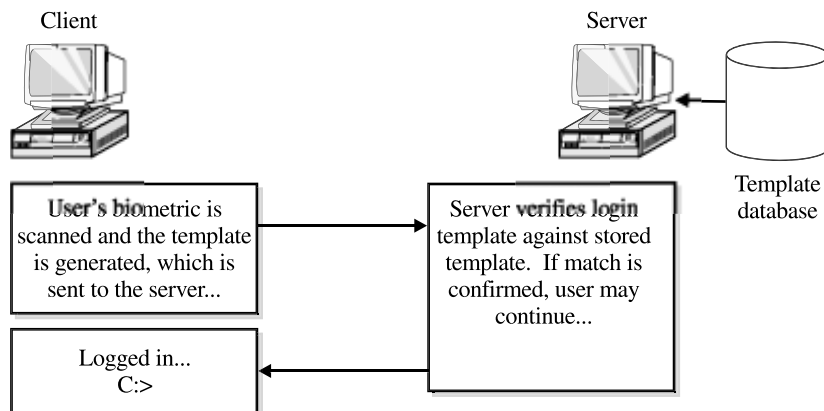 Client
Server
Template
database
User's biometric is
scanned and the template
is generated, which is
sent to the server...
Server verifies login
template against stored
template. If match is
confirmed, user may
continue...
Logged in...
C:>